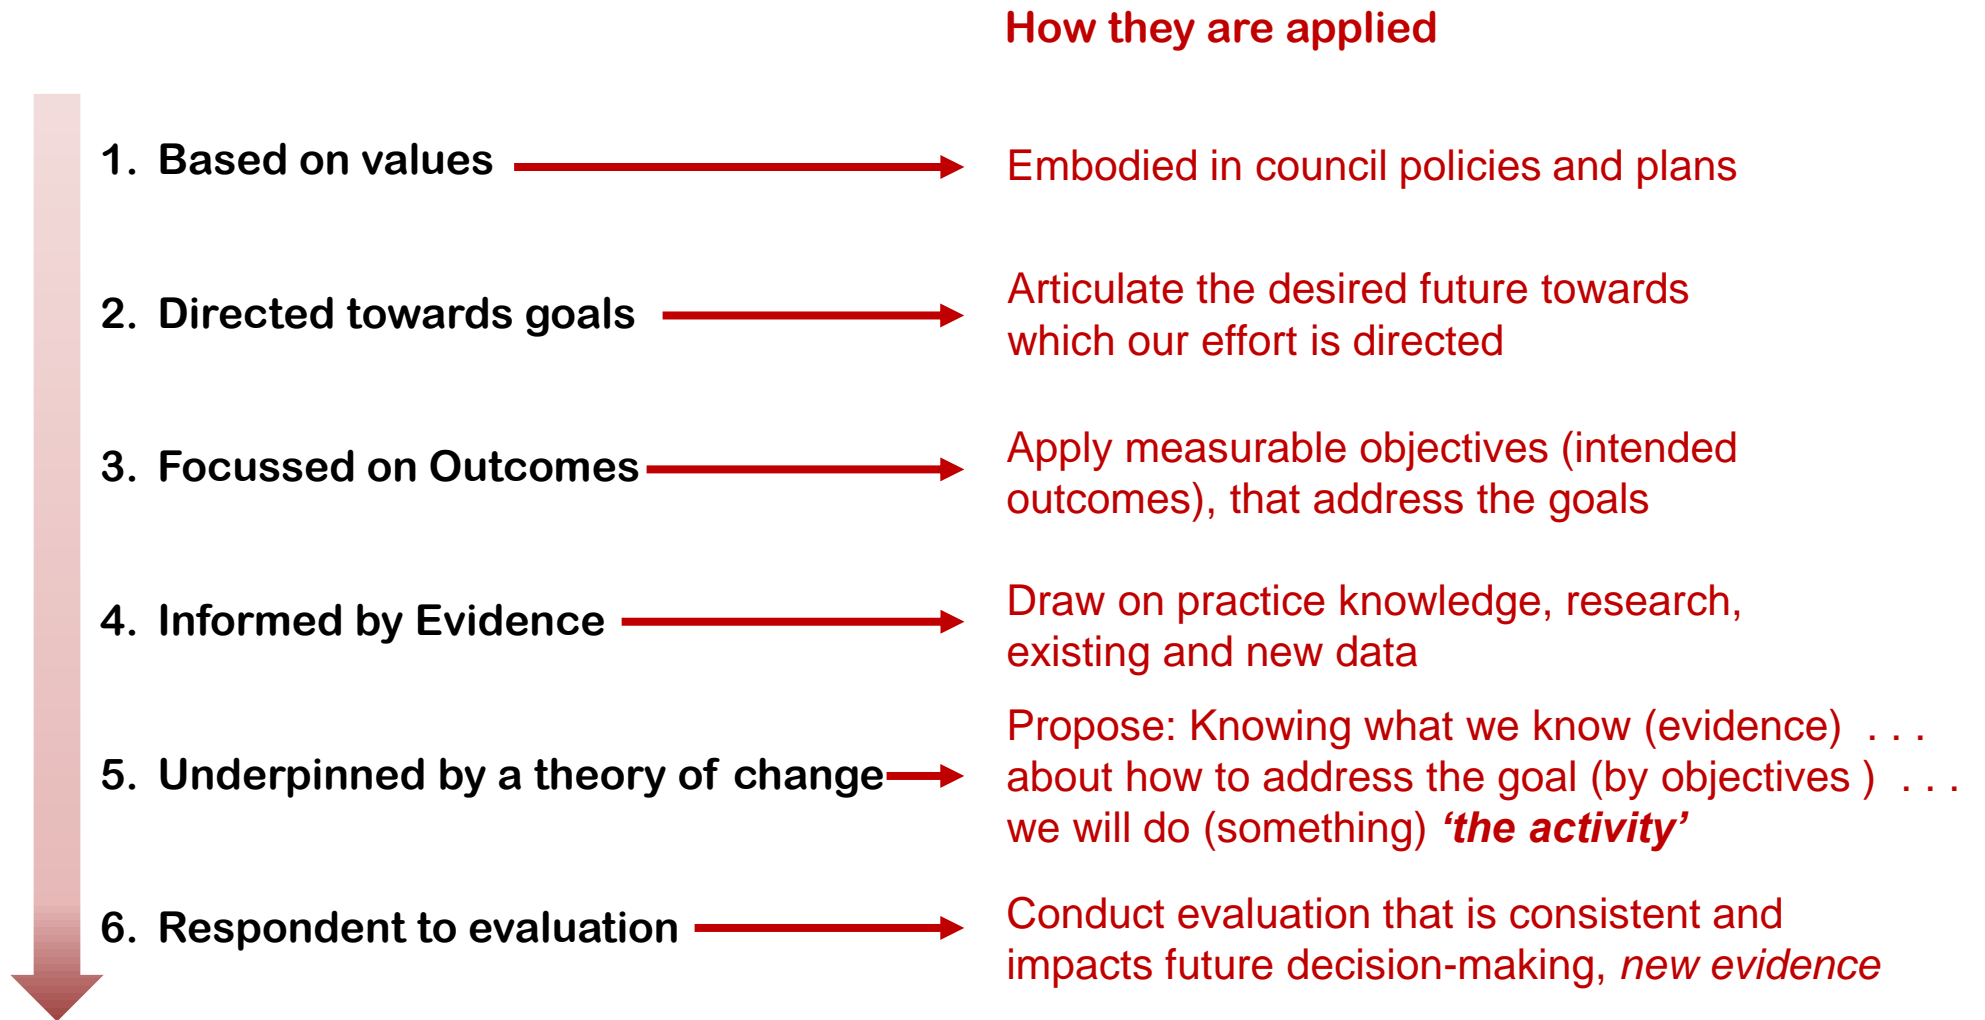 How they are applied
1. Based on values
Embodied in council policies and plans
2. Directed towards goals
Articulate the desired future towards
which our effort is directed
3. Focussed on Outcomes
Apply measurable objectives (intended
outcomes), that address the goals
4. Informed by Evidence
Draw on practice knowledge, research,
existing and new data
5. Underpinned by a theory of change
Propose: Knowing what we know (evidence) . . .
about how to address the goal (by objectives ) . . .
we will do (something) ‘the activity’
6. Respondent to evaluation
Conduct evaluation that is consistent and
impacts future decision-making, new evidence